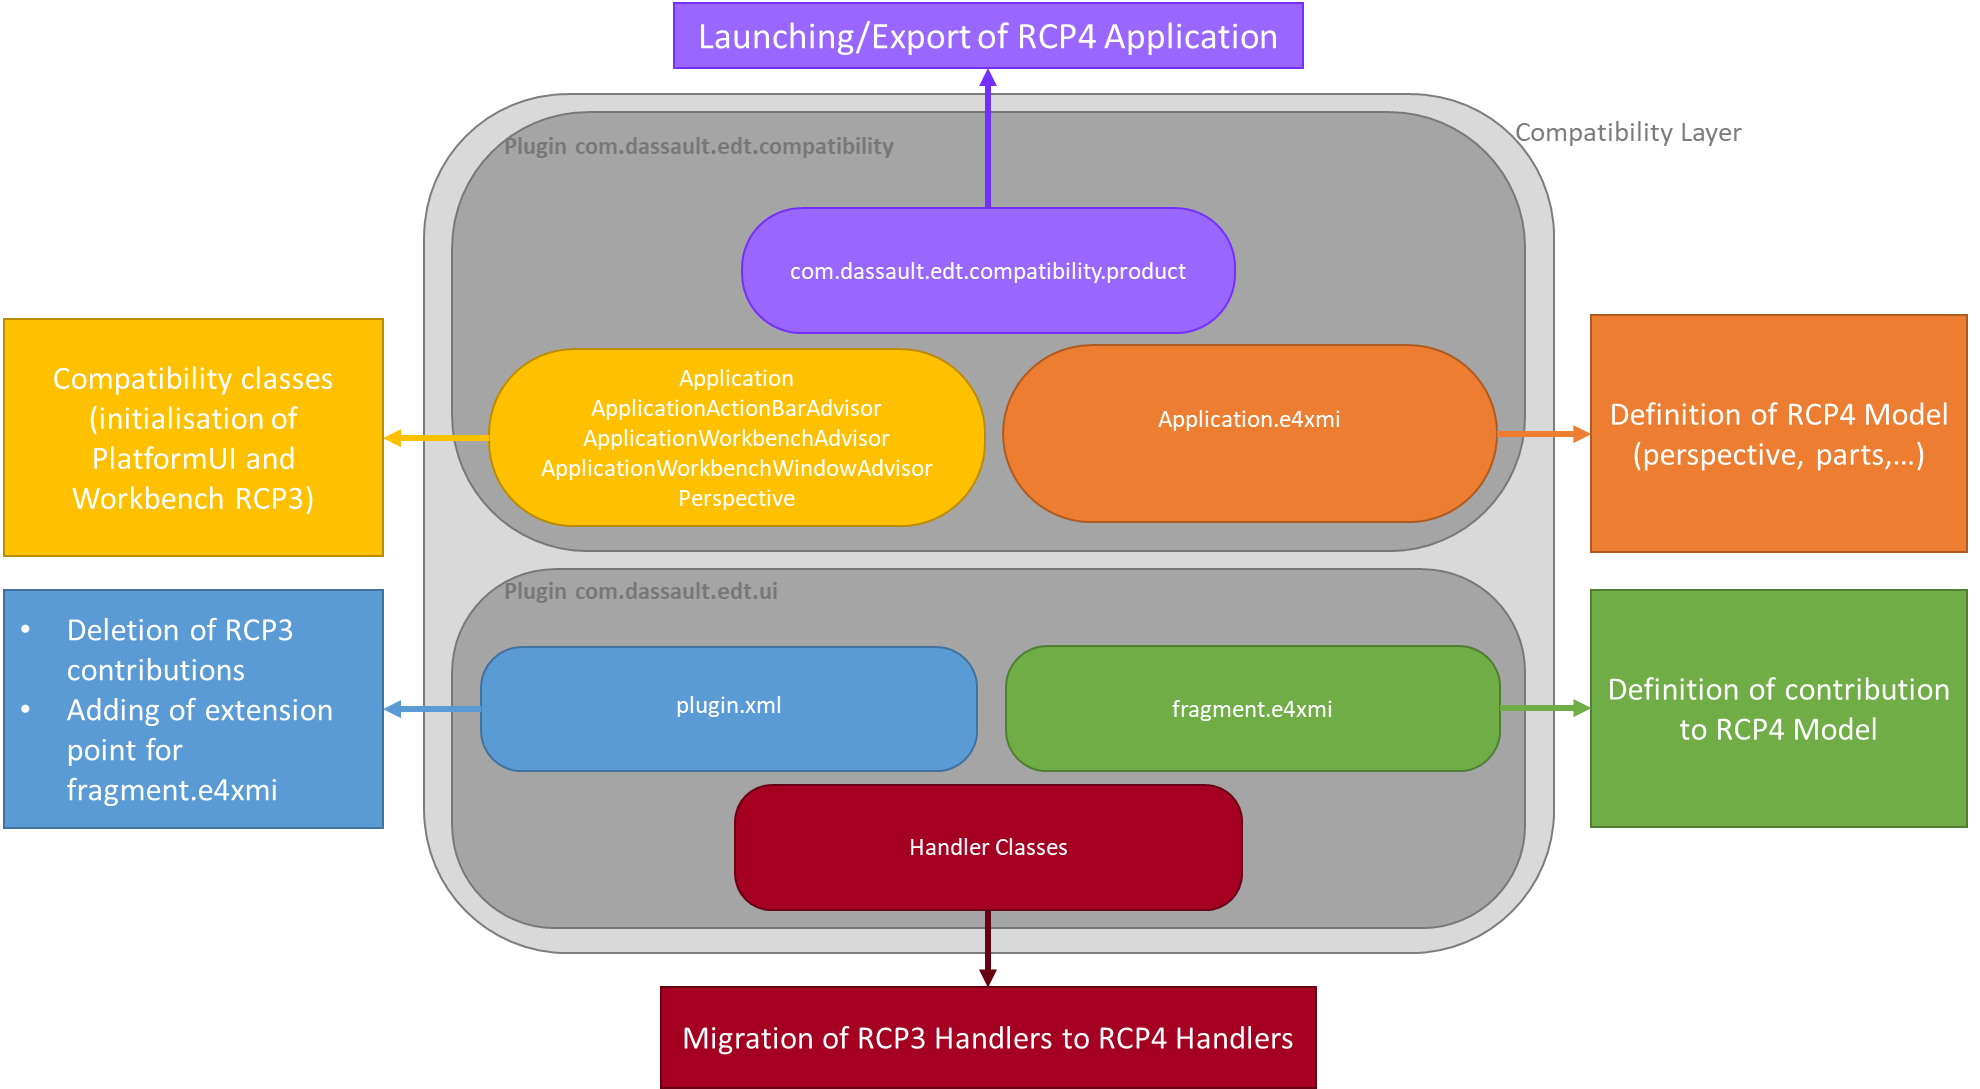 Launching/Export of RCP4 Application
Compatibility Layer
Plugin com.dassault.edt.compatibility
com.dassault.edt.compatibility.product
Compatibility classes
(initialisation of
PlatformUI and
Workbench RCP3)
Application
ApplicationActionBarAdvisor
ApplicationWorkbenchAdvisor
ApplicationWorkbenchWindowAdvisor
Perspective
Application.e4xmi
Definition of RCP4 Model
(perspective, parts,...)
Plugin com.dassault.edt.ui
• Deletion of RCP3
contributions
• Adding of extension
point for
fragment.e4xmi
plugin.xml
fragment.e4xmi
Definition of contribution
to RCP4 Model
Handler Classes
Migration of RCP3 Handlers to RCP4 Handlers